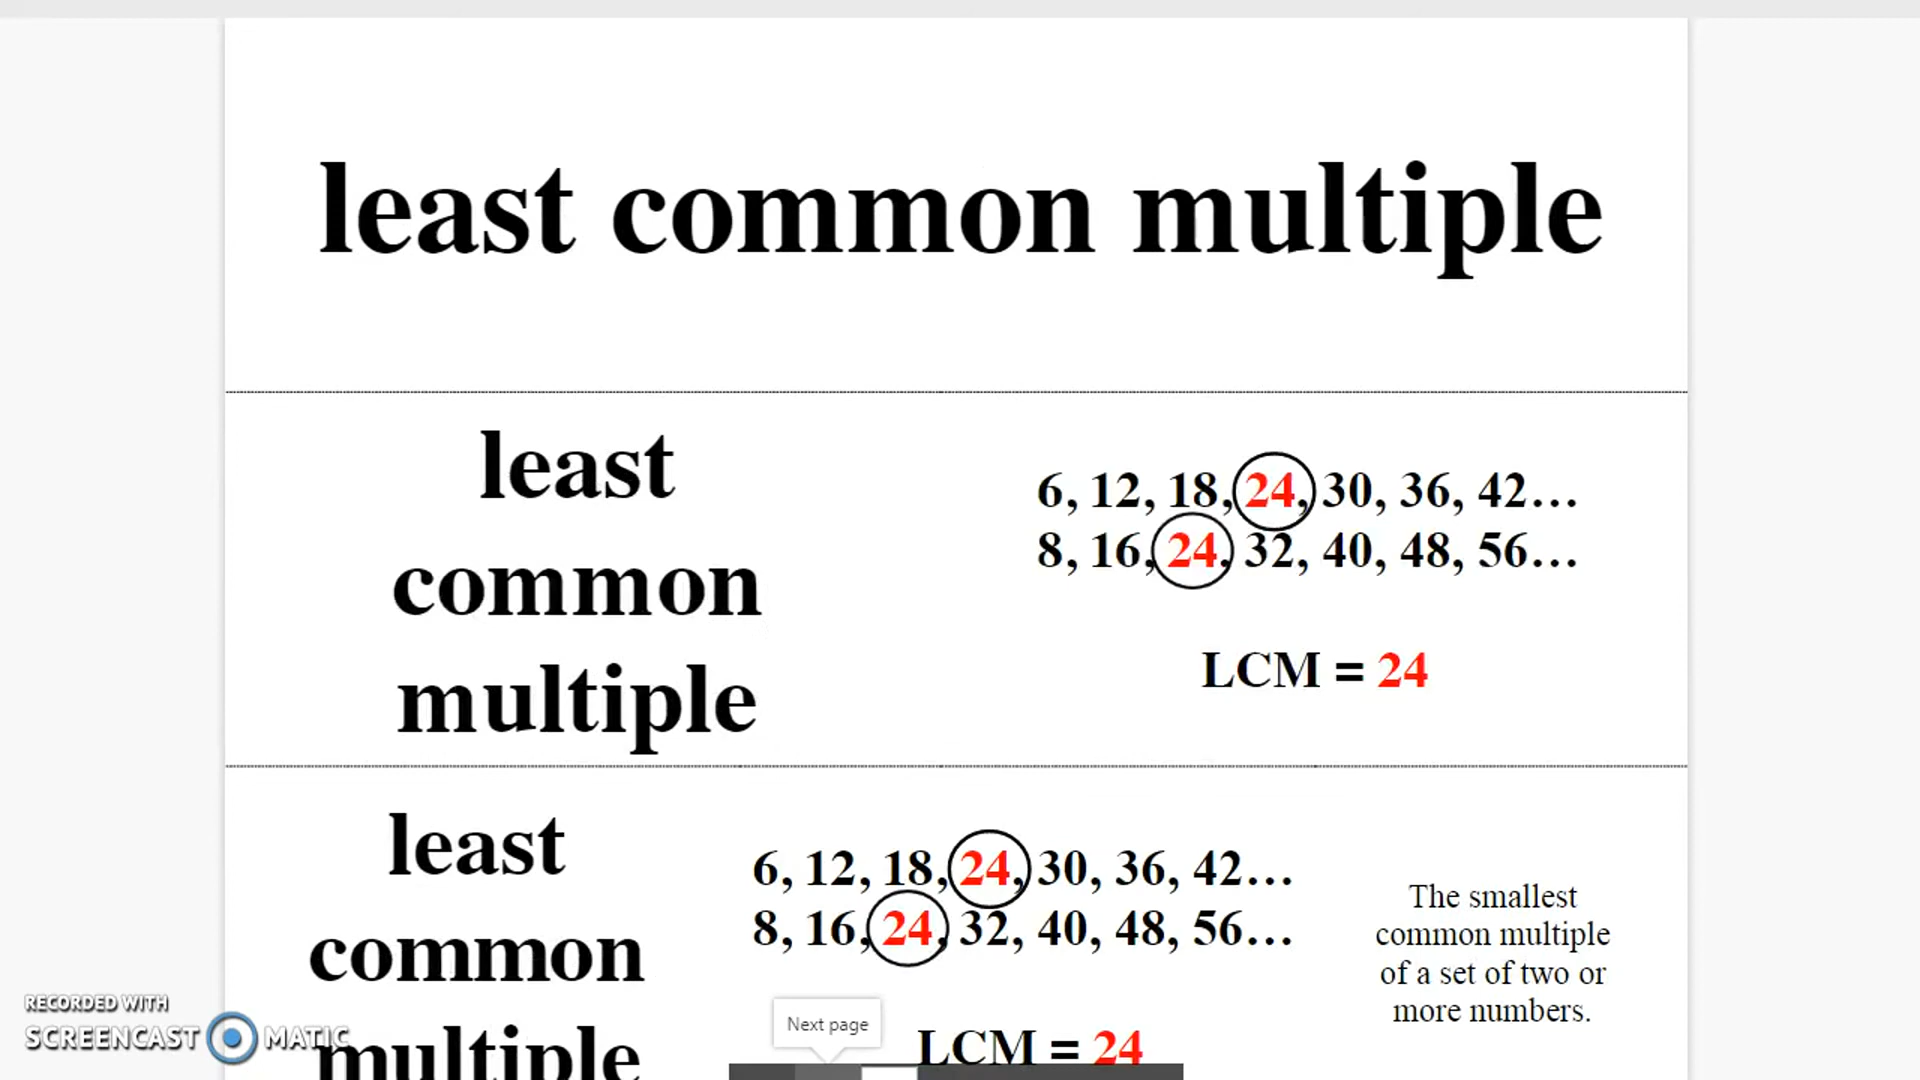 least common multiple
least
common
multiple
6, 12, 18, 24, 30, 36, 42…
8, 16, 24, 32, 40, 48, 56…
LCM = 24
least
common
multiple
6, 12, 18, 24, 30, 36, 42…
8, 16, 24, 32, 40, 48, 56…
LCM = 24
The smallest
common multiple
of a set of two or
more numbers.
Next page
RECORDED WITH
SCREENCAST MATIC